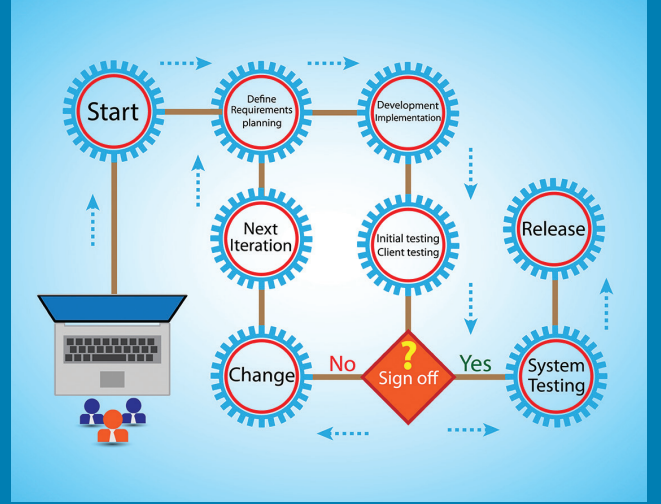 Start
Define
Requirements
planning
Development
Implementation
Next
Iteration
Initial testing
Client testing
Release
Change
No
?
Sign off
Yes
System
Testing